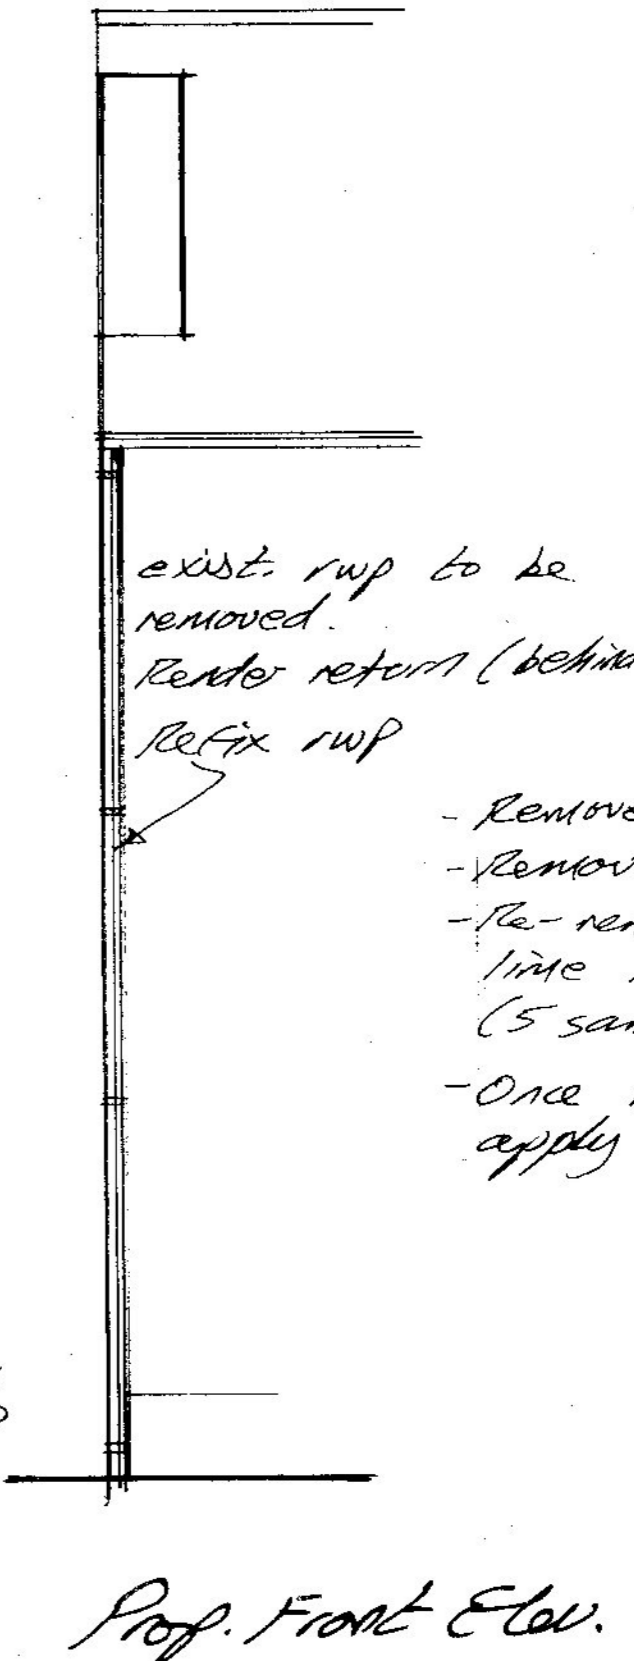 exist. rwp to be
removed.
Render return (behind
Refix rwp
- Remove
- Remov
- Re-ren
lime
(5 san
- Once
apply
Prop. Front Elev.